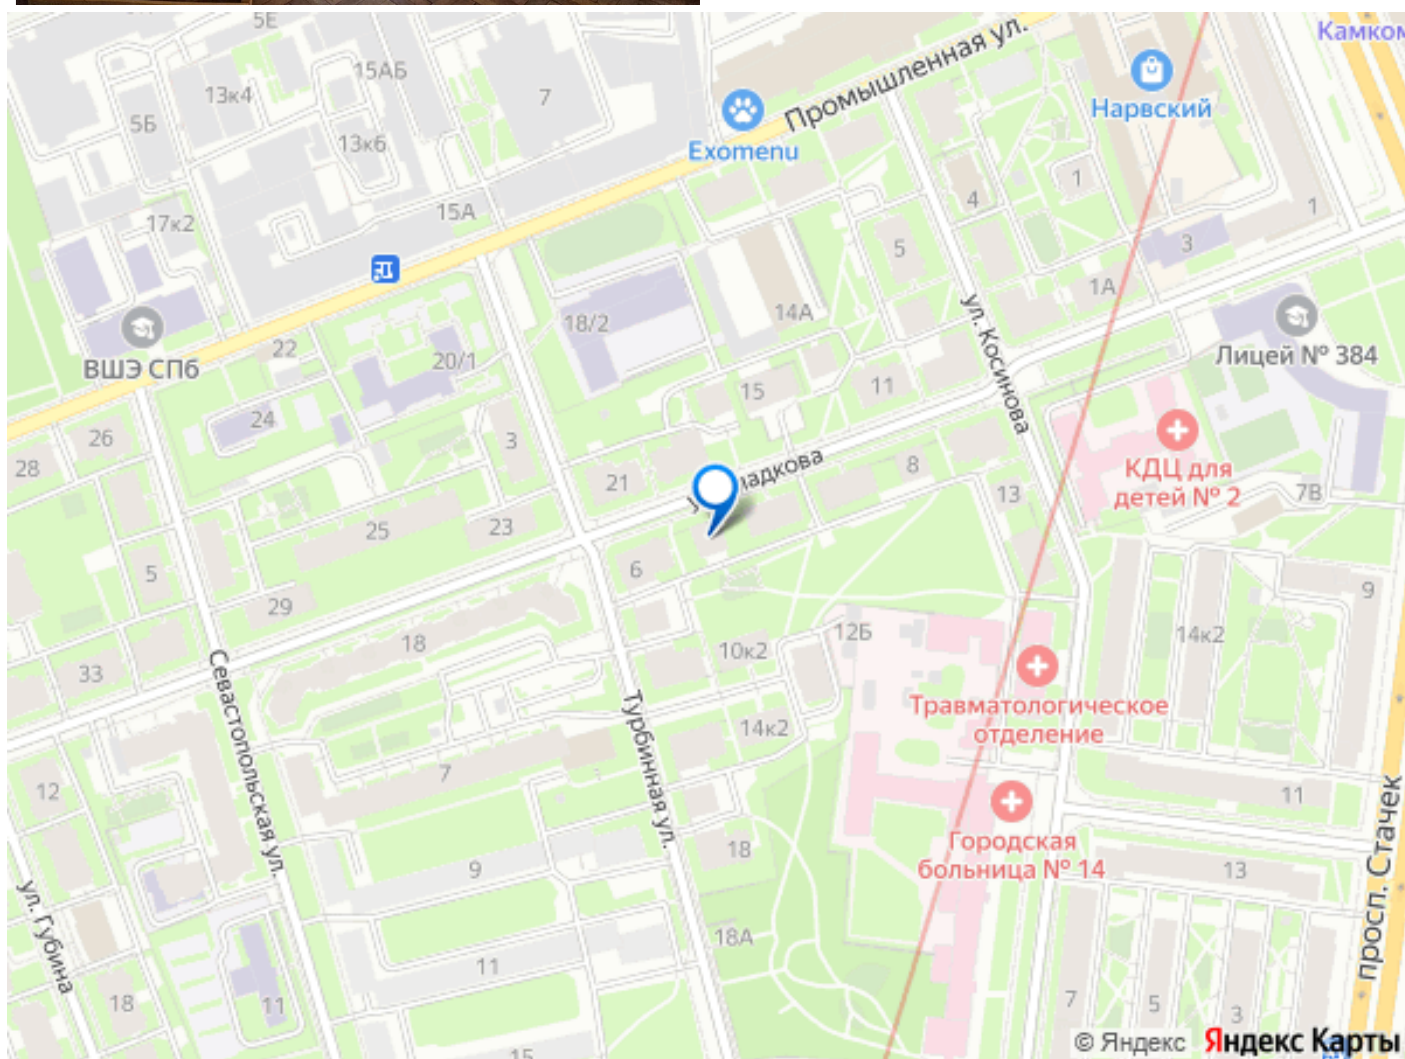 5Е
Камком
15АБ
Промышленная ул.
13к4
7
Нарвский
5Б
13к6
Exomenu
1
4
15А
1
17к2
5
3
1А
ул. Косинова
18/2
14А
Лицей № 384
22
20/1
ВШЭ СПб
15
11
24
26
3
адкова
28
8
КДЦ для
детей № 2
21
13
7В
25
23
5
6
9
29
12Б
14к2
18
10к2
33
Севастопольская ул.
Турбинная ул.
Травматологическое
отделение
14к2
7
12
11
просп. Стачек
Городская
больница № 14
18
9
13
ул. Губина
18А
11
18
11
7
5
3
15
© Яндекс Яндекс Карты